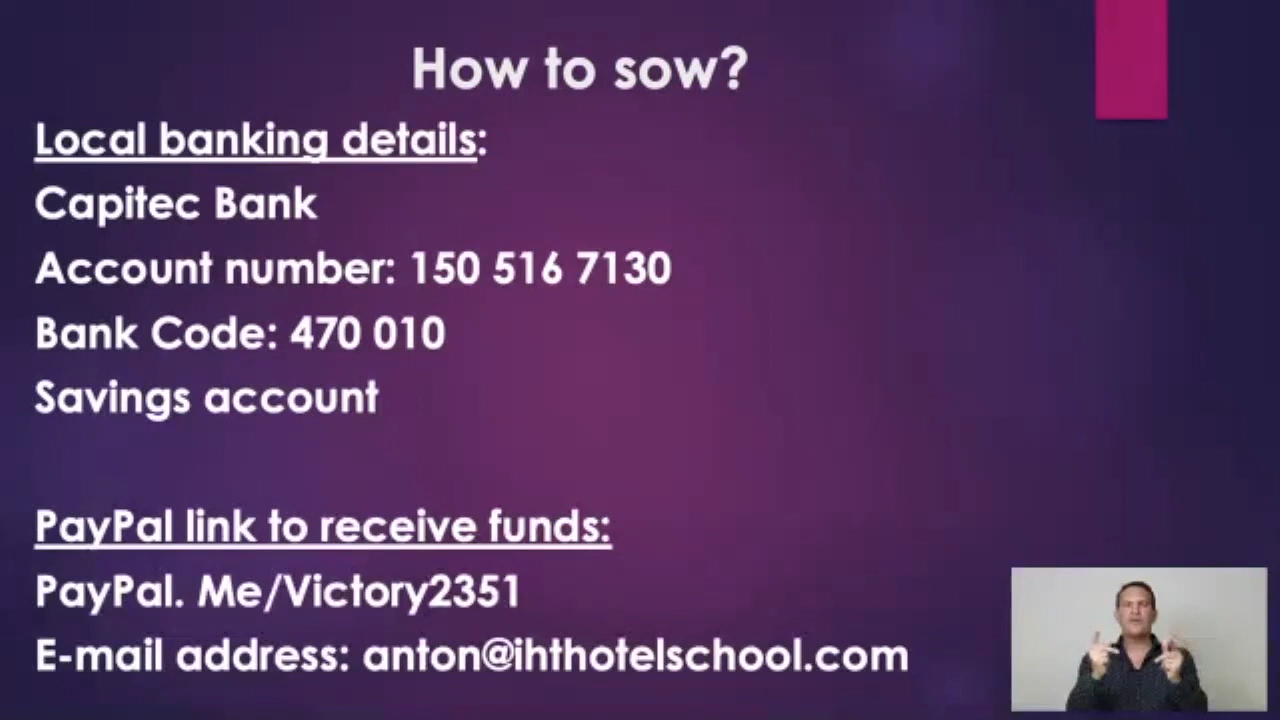 How to sow?
Local banking details:
Capitec Bank
Account number: 150 516 7130
Bank Code: 470 010
Savings account
PayPal link to receive funds:
PayPal. Me/Victory2351
E-mail address: anton@ihthotelschool.com